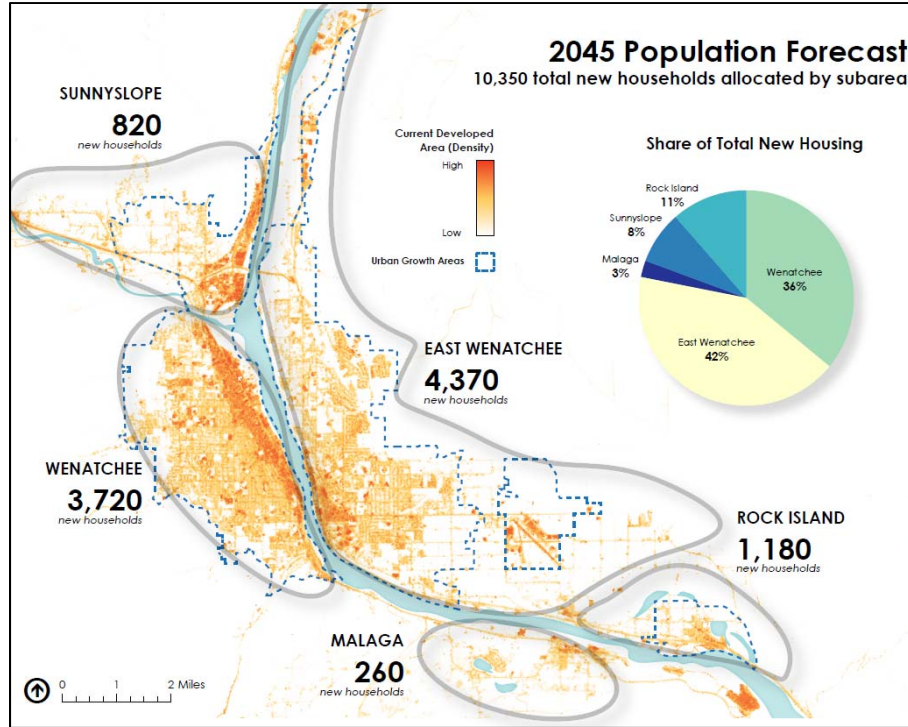 2045 Population Forecast
10,350 total new households allocated by subarea
SUNNYSLOPE
820
new households
Current Developed
Area (Density)
High
Low
Urban Growth Areas
Share of Total New Housing
Rock Island
11%
Sunnyslope
8%
Malaga
3%
Wenatchee
36%
East Wenatchee
42%
EAST WENATCHEE
4,370
new households
WENATCHEE
3,720
new households
ROCK ISLAND
1,180
new households
MALAGA
260
new households
0 1 2 Miles